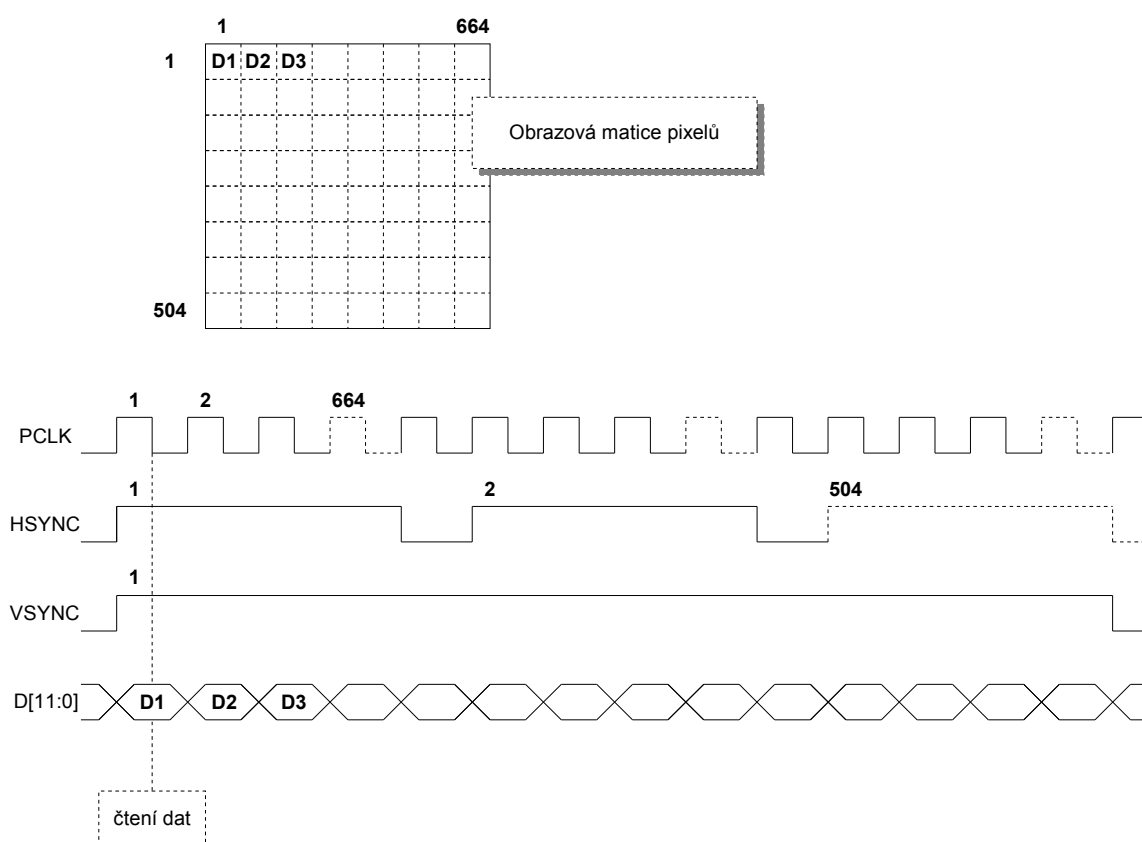 1 664
1 D1 D2 D3
Obrazová matice pixelů
504
1 2 664
PCLK
1 2 504
HSYNC
1
VSYNC
D[11:0] D1 D2 D3
čtení dat